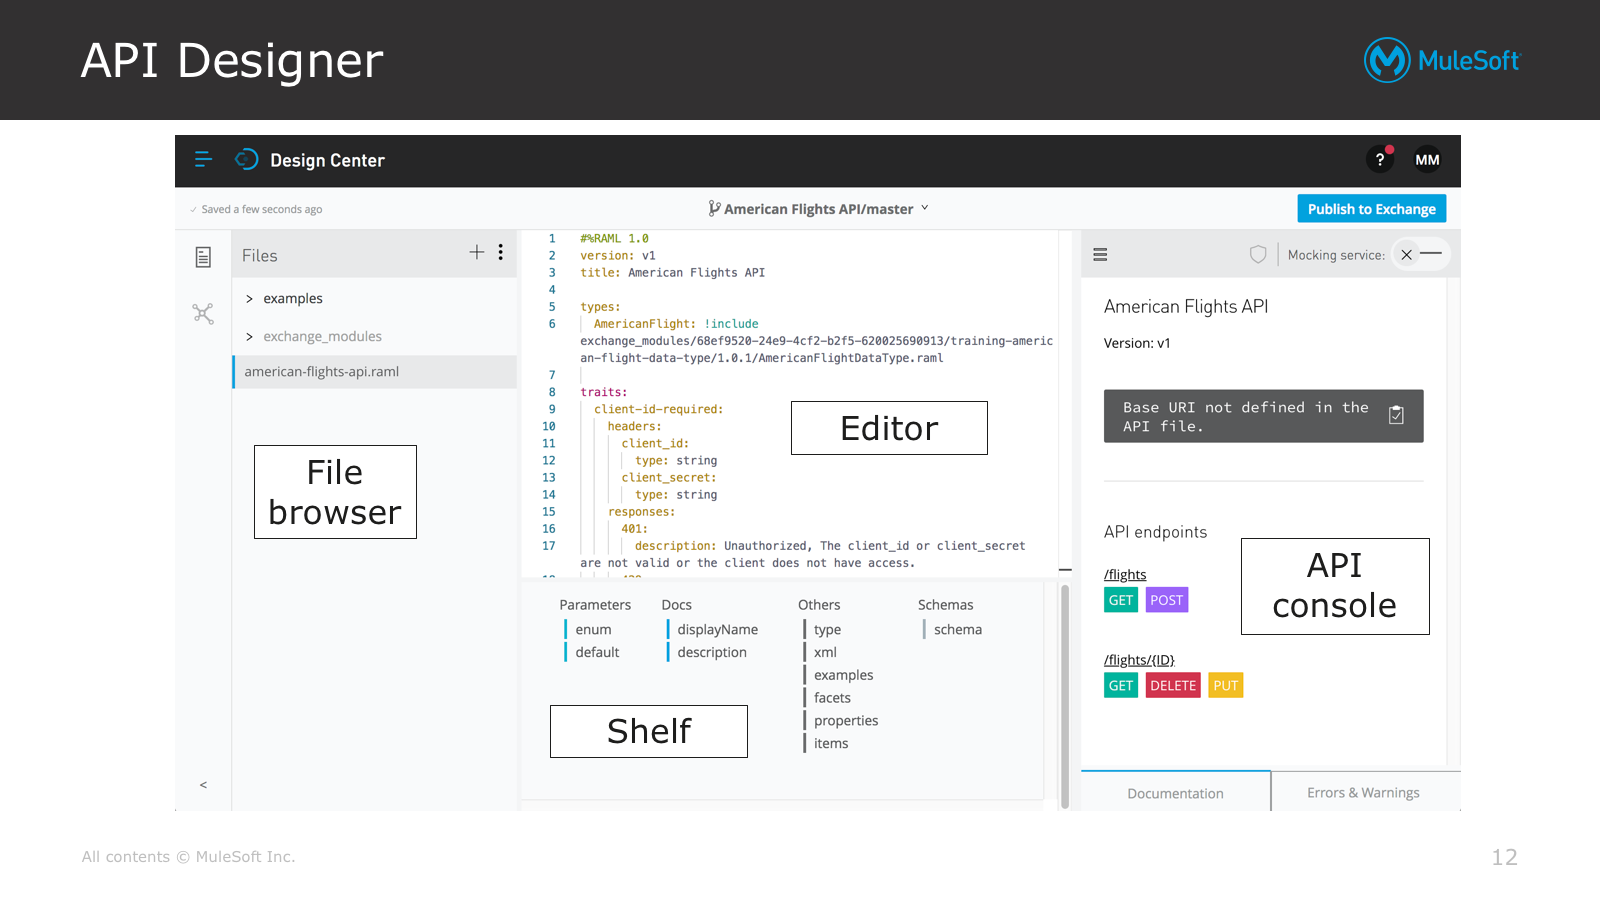 API Designer
MuleSoft
Design Center
?
MM
Saved a few seconds ago
American Flights API/master
Publish to Exchange
Files
examples
exchange_modules
american-flights-api.raml
File
browser
1 #%RAML 1.0
2 version: v1
3 title: American Flights API
4
5 types:
6 AmericanFlight: !include
exchange_modules/68ef9520-24e9-4cf2-b2f5-620025690913/training-americ
an-flight-data-type/1.0.1/AmericanFlightDataType.raml
7
8 traits:
9 client-id-required:
10 headers:
11 client_id:
12 type: string
13 client_secret:
14 type: string
15 responses:
16 401:
17 description: Unauthorized, The client_id or client_secret
are not valid or the client does not have access.
Editor
Parameters
enum
default
Docs
displayName
description
Others
type
xml
examples
facets
properties
items
Schemas
schema
Shelf
Mocking service:
American Flights API
Version: v1
Base URI not defined in the
API file.
API endpoints
/flights
GET POST
/flights/{ID}
GET DELETE PUT
API
console
Documentation
Errors & Warnings
All contents © MuleSoft Inc.
12